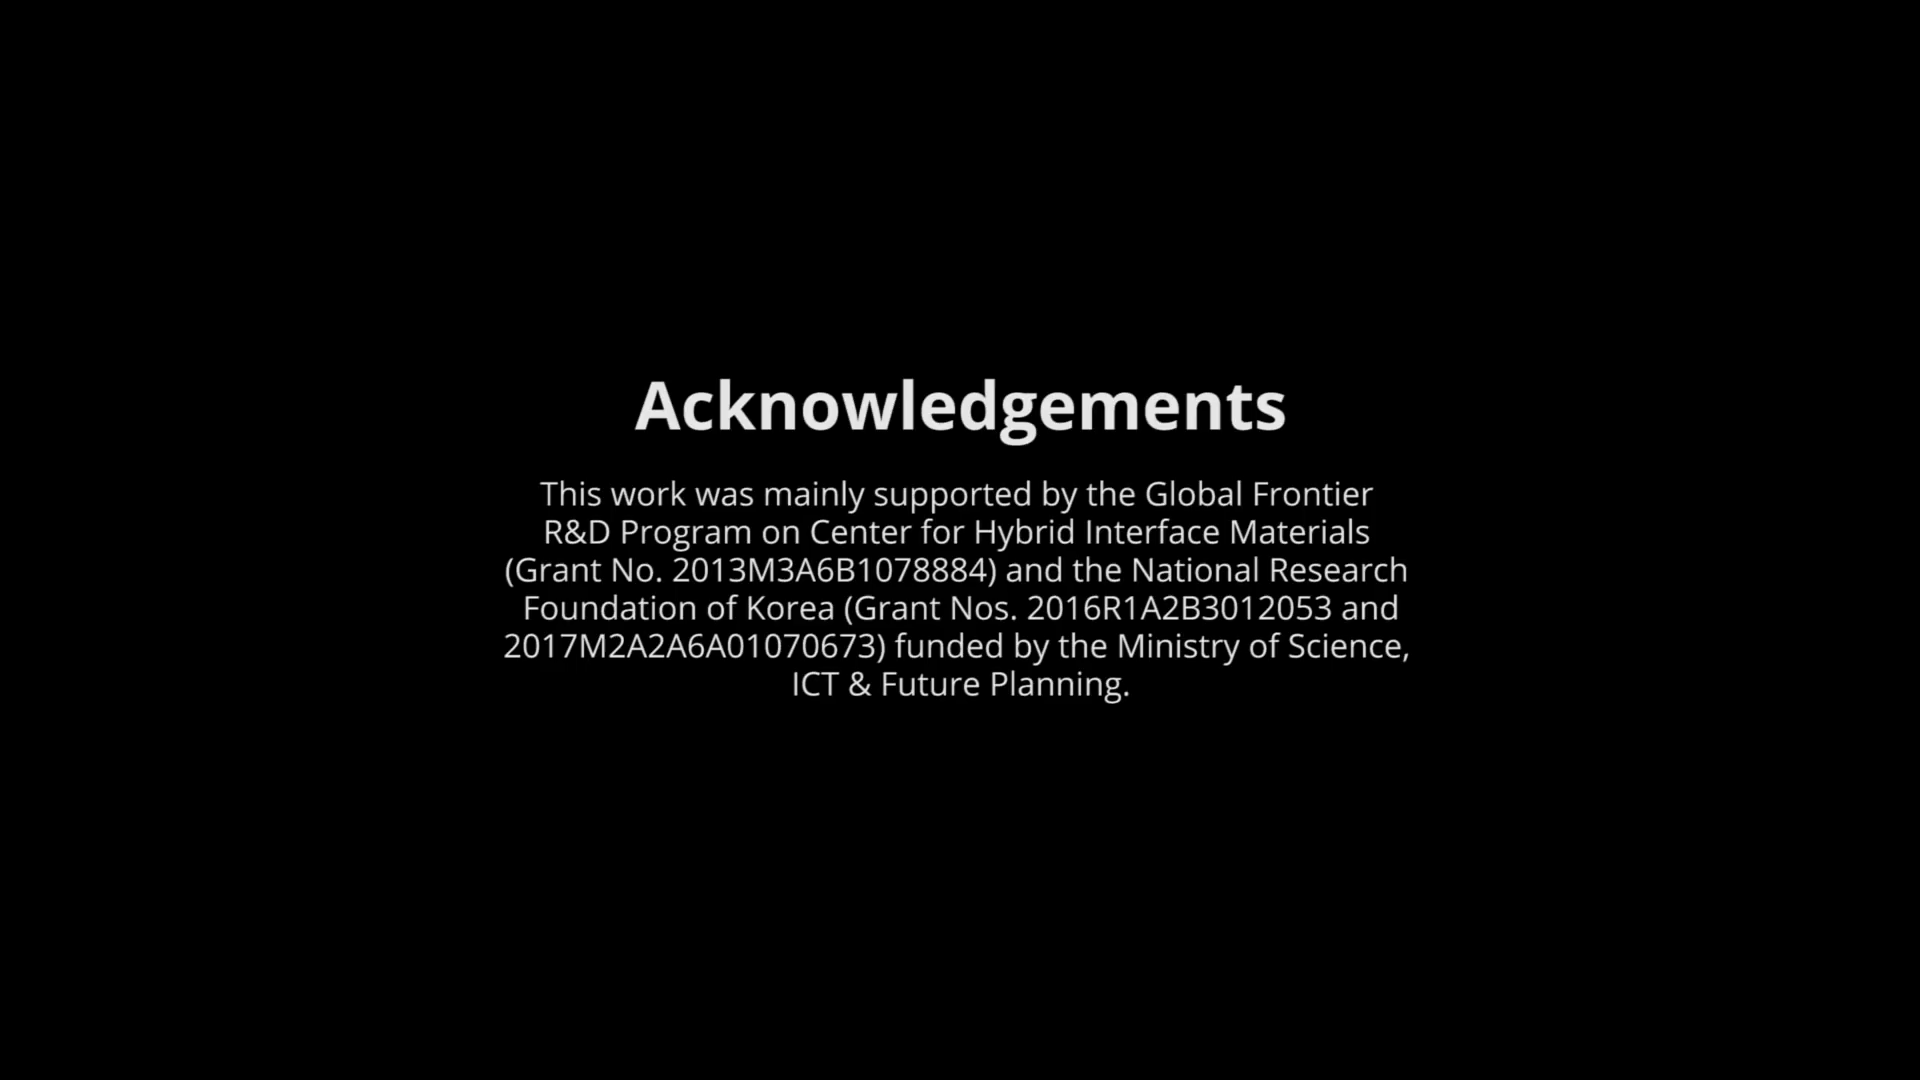 Acknowledgements
This work was mainly supported by the Global Frontier
R&D Program on Center for Hybrid Interface Materials
(Grant No. 2013M3A6B1078884) and the National Research
Foundation of Korea (Grant Nos. 2016R1A2B3012053 and
2017M2A2A6A01070673) funded by the Ministry of Science,
ICT & Future Planning.